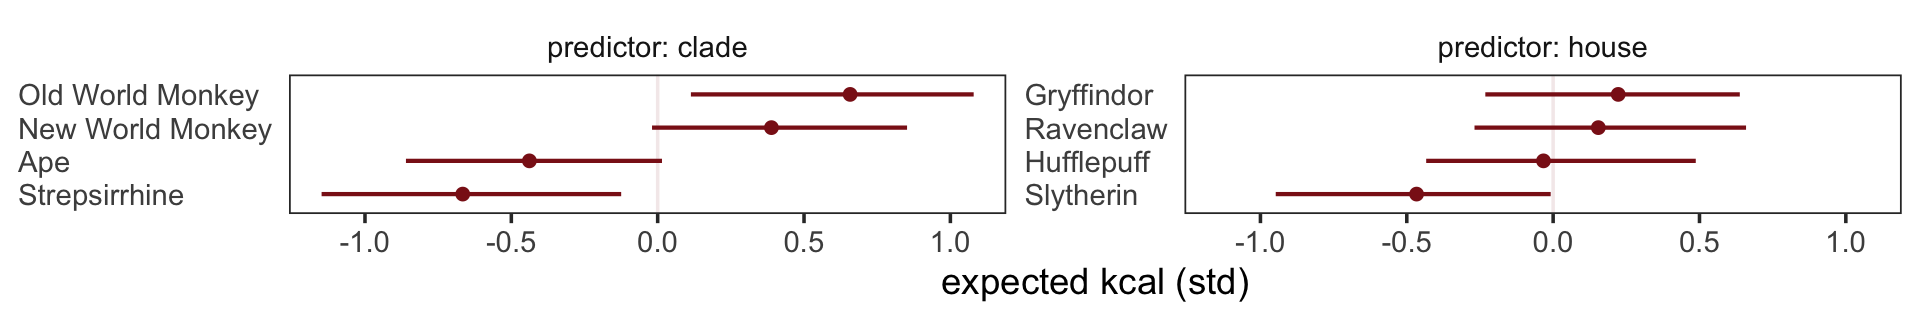 predictor: clade
Old World Monkey
New World Monkey
Ape
Strepsirrhine
-1.0 -0.5 0.0 0.5 1.0
predictor: house
Gryffindor
Ravenclaw
Hufflepuff
Slytherin
-1.0 -0.5 0.0 0.5 1.0
expected kcal (std)